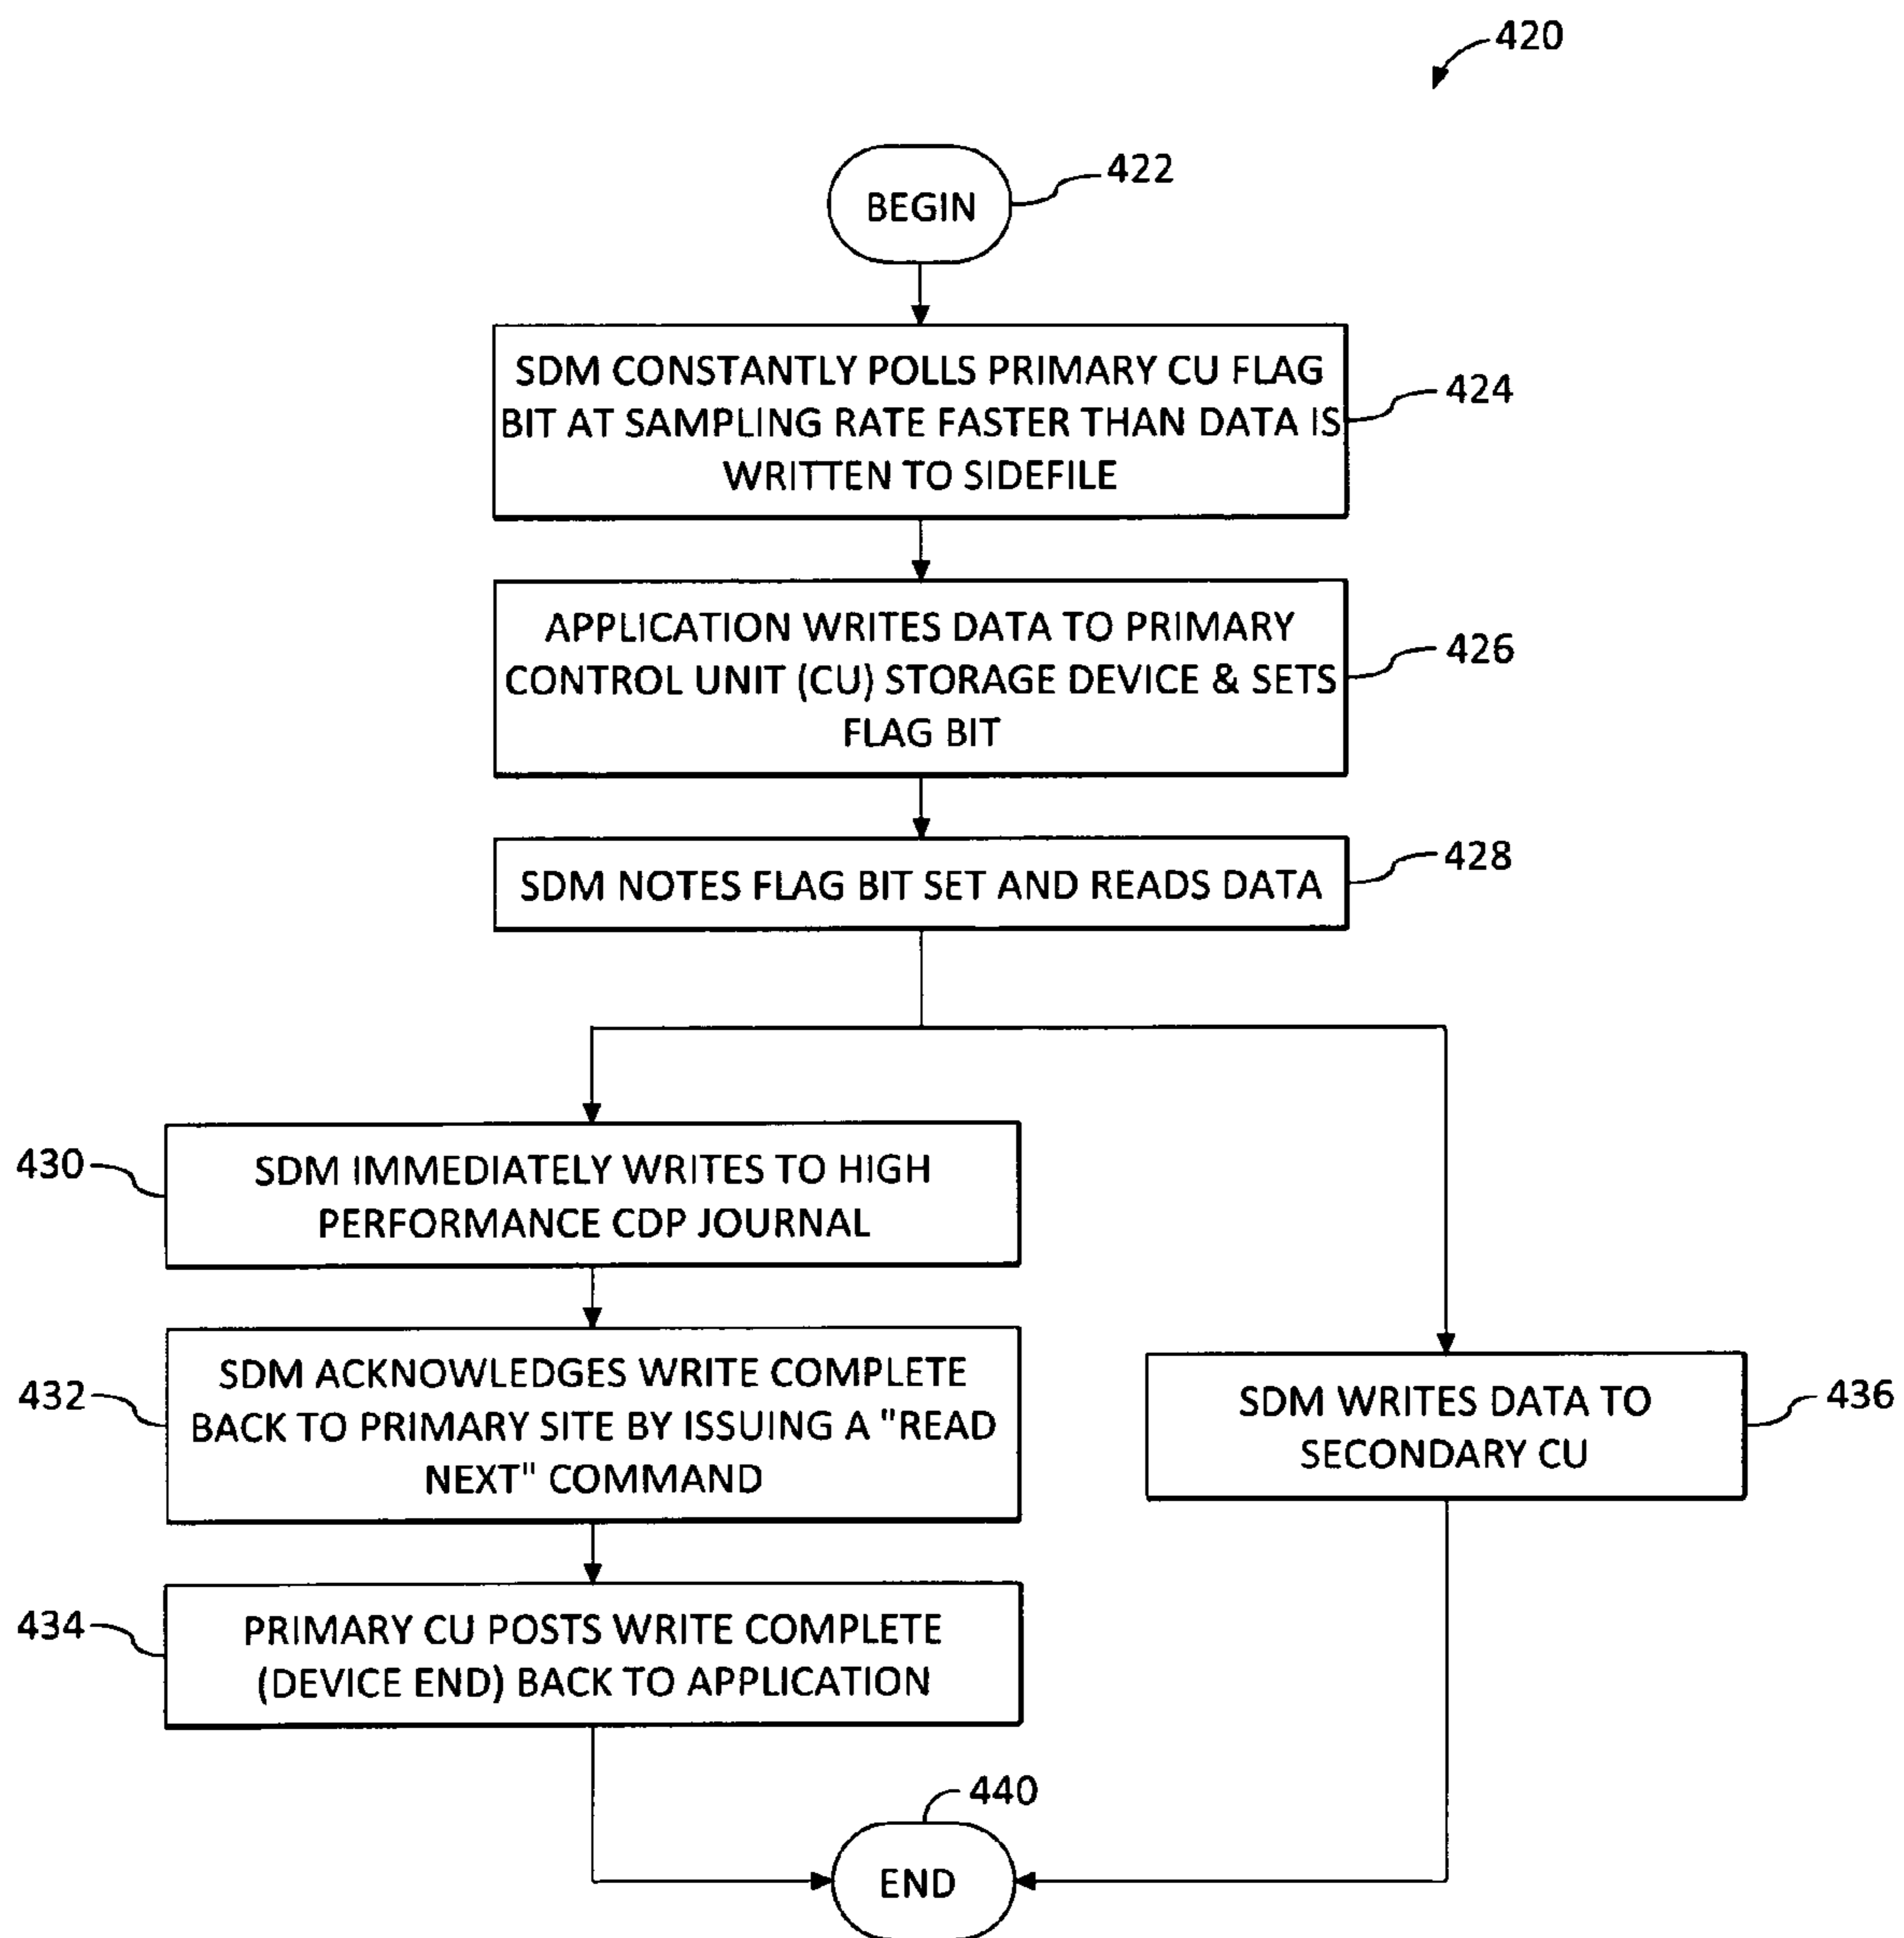 420
BEGIN
422
SDM CONSTANTLY POLLS PRIMARY CU FLAG
BIT AT SAMPLING RATE FASTER THAN DATA IS
WRITTEN TO SIDEFILE
424
APPLICATION WRITES DATA TO PRIMARY
CONTROL UNIT (CU) STORAGE DEVICE & SETS
FLAG BIT
426
SDM NOTES FLAG BIT SET AND READS DATA
428
430
SDM IMMEDIATELY WRITES TO HIGH
PERFORMANCE CDP JOURNAL
432
SDM ACKNOWLEDGES WRITE COMPLETE
BACK TO PRIMARY SITE BY ISSUING A "READ
NEXT" COMMAND
SDM WRITES DATA TO
SECONDARY CU
436
434
PRIMARY CU POSTS WRITE COMPLETE
(DEVICE END) BACK TO APPLICATION
440
END